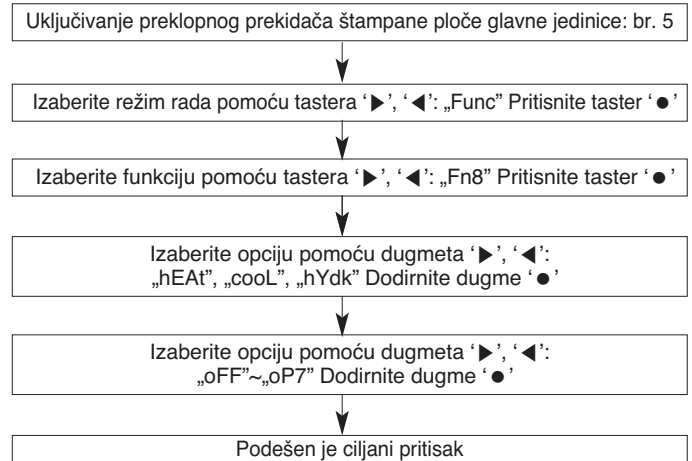 Uključivanje preklopnog prekidača štampane ploče glavne jedinice: br. 5
Izaberite režim rada pomoću tastera ‘▶’, ‘◀’: „Func” Pritisnite taster ‘●’
Izaberite funkciju pomoću tastera ‘▶’, ‘◀’: „Fn8” Pritisnite taster ‘●’
Izaberite opciju pomoću dugmeta ‘▶’, ‘◀’:
„hEAt”, „cooL”, „hYdk” Dodirnite dugme ‘●’
Izaberite opciju pomoću dugmeta ‘▶’, ‘◀’:
„oFF”~„oP7” Dodirnite dugme ‘●’
Podešen je ciljani pritisak